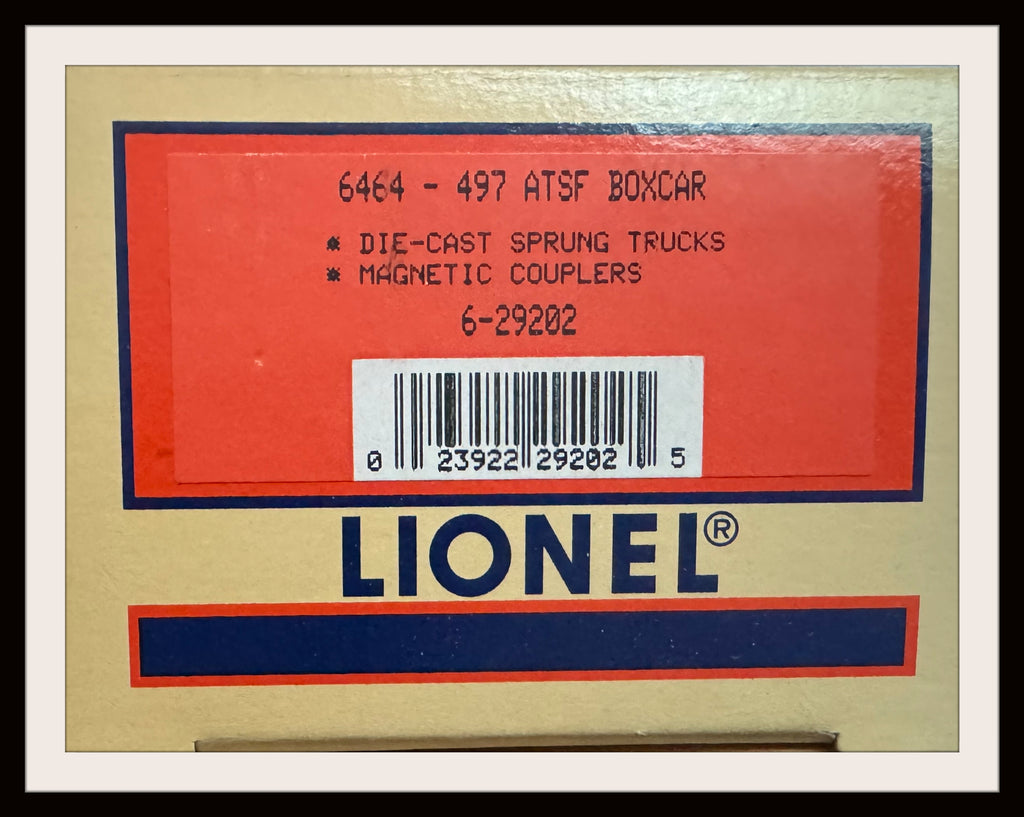 6464 - 497 ATSF BOXCAR
* DIE-CAST SPRUNG TRUCKS
* MAGNETIC COUPLERS
6-29202
0 23922 29202 5
LIONEL®